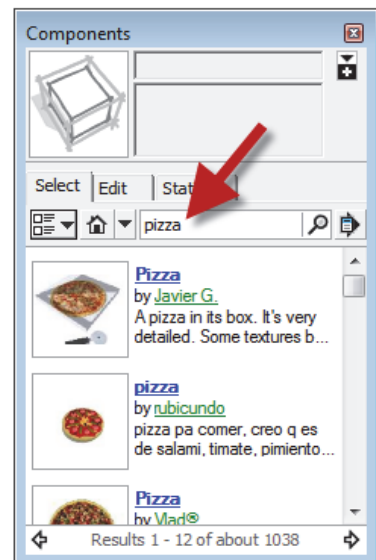 Components
Select Edit Stat
pizza
Pizza
by Javier G.
A pizza in its box. It's very
detailed. Some textures b...
pizza
by rubicundo
pizza pa comer, creo q es
de salami, timate, pimiento...
Pizza
by Vlad®
Results 1 - 12 of about 1038